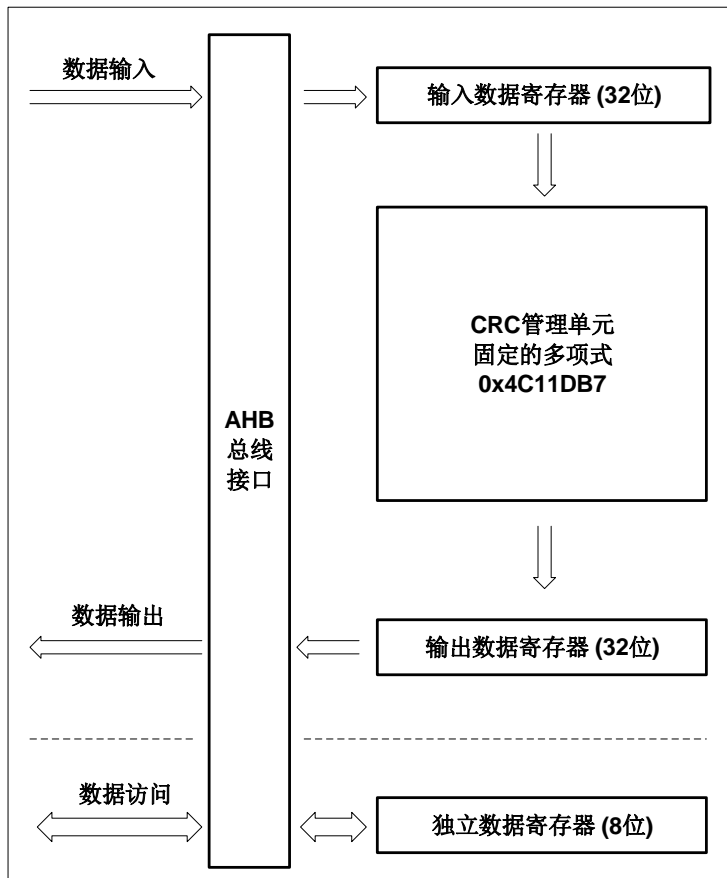 数据输入
输入数据寄存器 (32位)
CRC管理单元
固定的多项式
0x4C11DB7
AHB
总线
接口
数据输出
输出数据寄存器 (32位)
数据访问
独立数据寄存器 (8位)